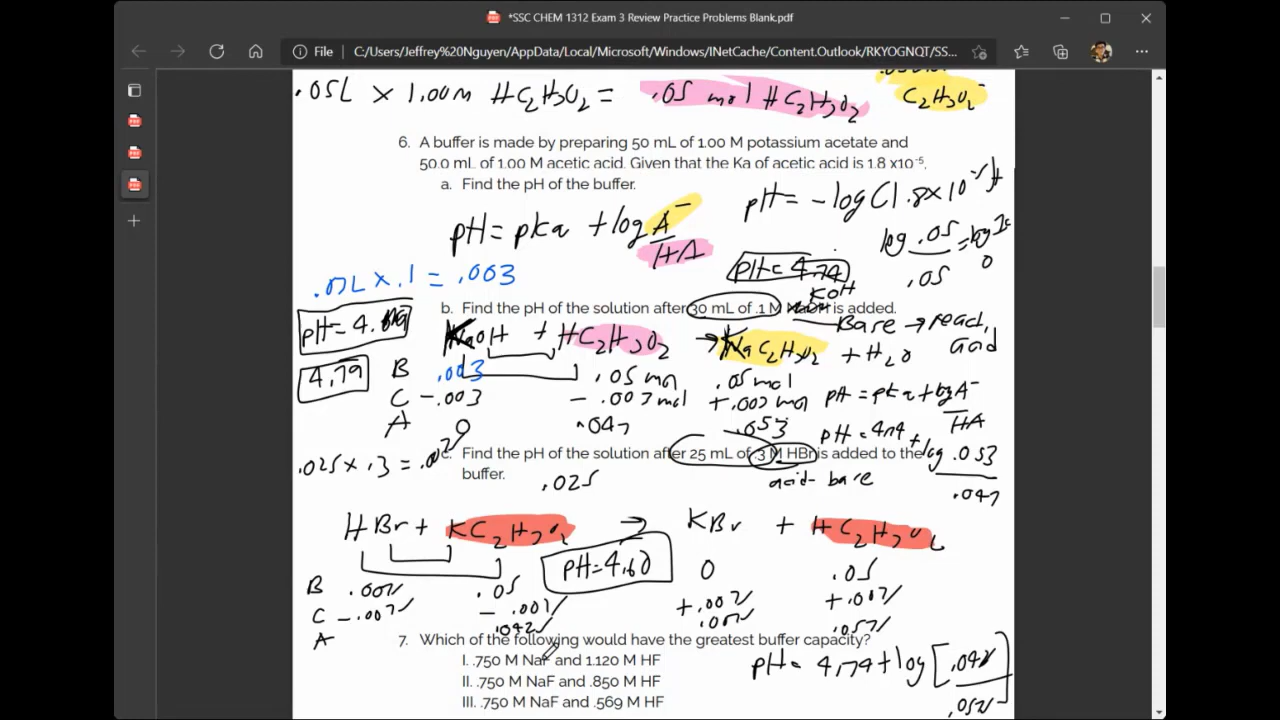 *SSC CHEM 1312 Exam 3 Review Practice Problems Blank.pdf
File C:/Users/Jeffrey%20Nguyen/AppData/Local/Microsoft/Windows/INetCache/Content.Outlook/RKYOGNQT/SS...
.05L × 1.00M HC2H3O2 = .05 mol HC2H3O2
C2H3O2-
6. A buffer is made by preparing 50 mL of 1.00 M potassium acetate and
50.0 mL of 1.00 M acetic acid. Given that the Ka of acetic acid is 1.8 x10-5,
a. Find the pH of the buffer.
pH = -log(1.8×10-5)+
pH = pKa + log A-/HA
log .05/.05 =
0
pH = 4.74
.03L × .1 = .003
KOH
b. Find the pH of the solution after 30 mL of .1 M NaOH is added.
pH = 4.
4.79
Base → react, acid
KOH + HC2H3O2 → KC2H3O2 + H2O
B .003 .05 mol .05 mol
C -.003 -.003 mol +.003 mol
A 0 .047 .053
pH = pKa + log A-/HA
pH = 4.74 + log .053/.047
c. Find the pH of the solution after 25 mL of .3 M HBr is added to the
buffer.
.025 × .3 = .0075
.025
acid - base
HBr + KC2H3O2 → KBr + HC2H3O2
pH = 4.60
B .0075 .05 0 .05
C -.0075 -.0075 +.0075 +.0075
A .0425 .0075 .0575
7. Which of the following would have the greatest buffer capacity?
I. .750 M NaF and 1.120 M HF
II. .750 M NaF and .850 M HF
III. .750 M NaF and .569 M HF
pH = 4.74 + log [.0425/.0575]